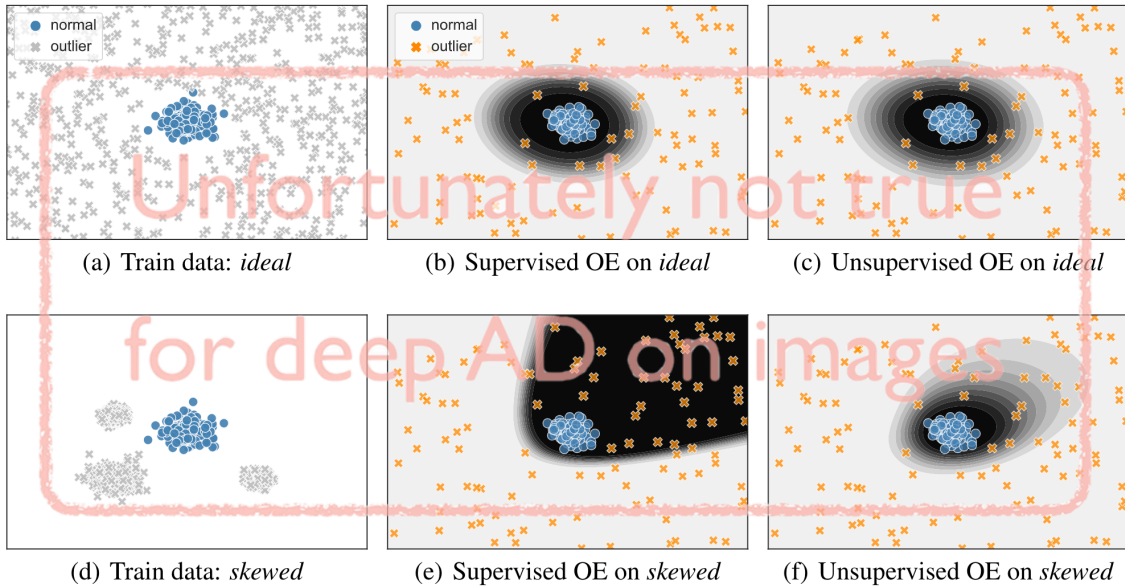 normal
outlier
normal
outlier
Unfortunately not true
(a) Train data: ideal
(b) Supervised OE on ideal
(c) Unsupervised OE on ideal
for deep AD on images
(d) Train data: skewed
(e) Supervised OE on skewed
(f) Unsupervised OE on skewed